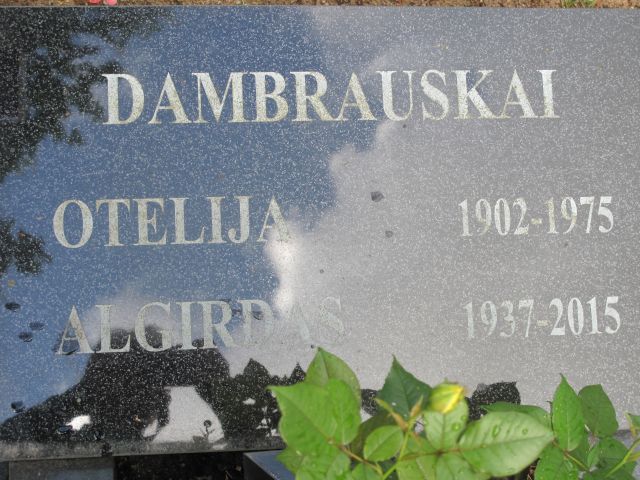 DAMBRAUSKAI
OTELIJA 1902-1975
ALGIRDAS 1937-2015